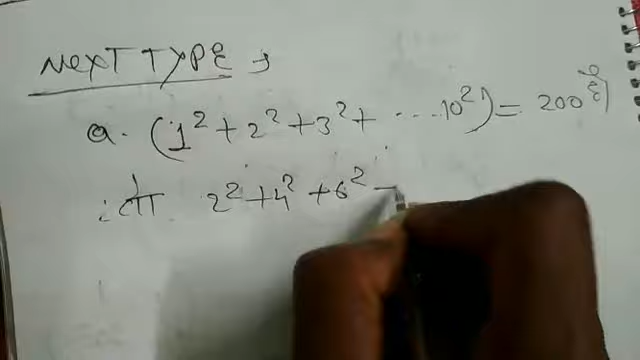 NEXT TYPE →
Q. (1² + 2² + 3² + ... 10²) = 200
2² + 4² + 6²